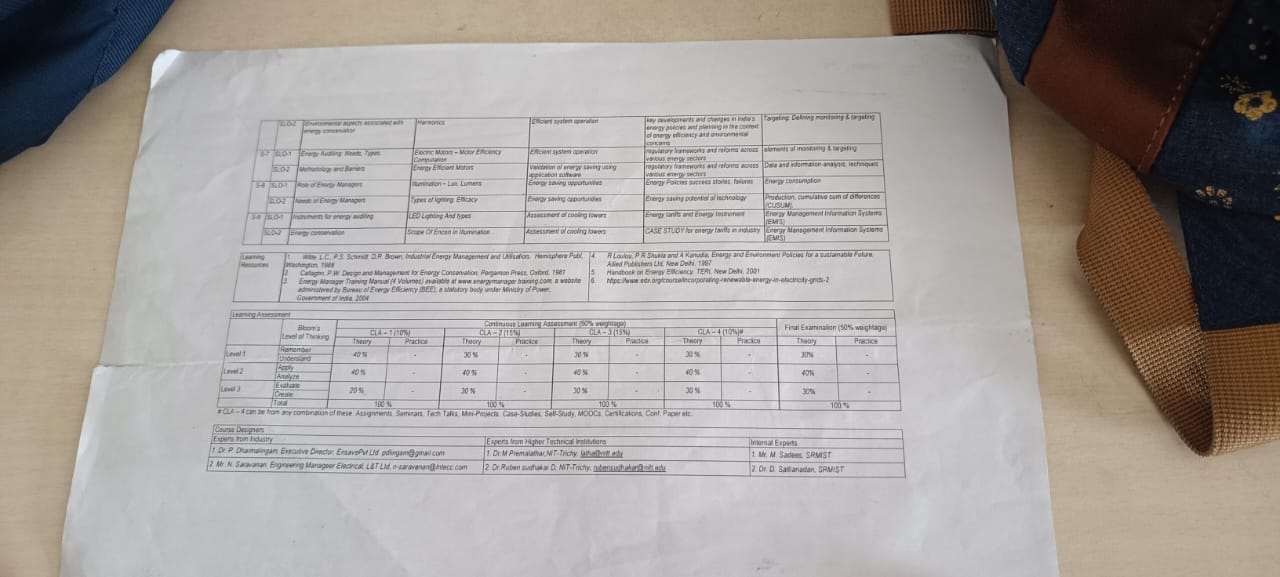 SLO-2 Environmental aspects associated with energy conservation Harmonics Efficient system operation key developments and changes in India's energy policies and planning in the context of energy efficiency and environmental concerns Targeting: Defining monitoring & targeting
S-7 SLO-1 Energy Auditing: Needs, Types, Electric Motors – Motor Efficiency Computation Efficient system operation regulatory frameworks and reforms across various energy sectors elements of monitoring & targeting
SLO-2 Methodology and Barriers Energy Efficient Motors Validation of energy saving using application software regulatory frameworks and reforms across various energy sectors Data and information-analysis, techniques
S-8 SLO-1 Role of Energy Managers Illumination – Lux, Lumens Energy saving opportunities Energy Policies success stories, failures Energy consumption
SLO-2 Needs of Energy Managers Types of lighting, Efficacy Energy saving opportunities Energy saving potential of technology Production, cumulative sum of differences (CUSUM).
S-9 SLO-1 Instruments for energy auditing LED Lighting And types Assessment of cooling towers Energy tariffs and Energy Instrument Energy Management Information Systems (EMIS)
SLO-2 Energy conservation Scope Of Encon in Illumination Assessment of cooling towers CASE STUDY for energy tariffs in industry Energy Management Information Systems (EMIS)
Learning Resources
1. Witte. L.C., P.S. Schmidt, D.R. Brown, Industrial Energy Management and Utilisation, Hemisphere Publ, Washington, 1988
2. Callaghn, P.W. Design and Management for Energy Conservation, Pergamon Press, Oxford, 1981
3. Energy Manager Training Manual (4 Volumes) available at www.energymanager training.com, a website administered by Bureau of Energy Efficiency (BEE), a statutory body under Ministry of Power, Government of India, 2004
4. R Loulou, P R Shukla and A Kanudia, Energy and Environment Policies for a sustainable Future, Allied Publishers Ltd, New Delhi, 1997
5. Handbook on Energy Efficiency, TERI, New Delhi, 2001
6. https://www.edx.org/course/incorporating-renewable-energy-in-electricity-grids-2
Learning Assessment
Bloom's Level of Thinking Continuous Learning Assessment (50% weightage) Final Examination (50% weightage)
CLA – 1 (10%) CLA – 2 (15%) CLA – 3 (15%) CLA – 4 (10%)#
Theory Practice Theory Practice Theory Practice Theory Practice Theory Practice
Level 1 Remember Understand 40 % - 30 % - 30 % - 30 % - 30% -
Level 2 Apply Analyze 40 % - 40 % - 40 % - 40 % - 40% -
Level 3 Evaluate Create 20 % - 30 % - 30 % - 30 % - 30% -
Total 100 % 100 % 100 % 100 % 100 %
# CLA – 4 can be from any combination of these: Assignments, Seminars, Tech Talks, Mini-Projects, Case-Studies, Self-Study, MOOCs, Certifications, Conf. Paper etc.
Course Designers
Experts from Industry Experts from Higher Technical Institutions Internal Experts
1. Dr. P. Dharmalingam, Executive Director, EnsavePvt Ltd. pdlingam@gmail.com 1. Dr.M.Premalatha,NIT-Trichy, latha@nitt.edu 1. Mr. M. Sadees, SRMIST
2. Mr. N. Saravanan, Engineering Manageer Electrical, L&T Ltd, n-saravanan@lntecc.com 2. Dr.Ruben sudhakar D, NIT-Trichy, rubensudhakar@nitt.edu 2. Dr. D. Sattianadan, SRMIST